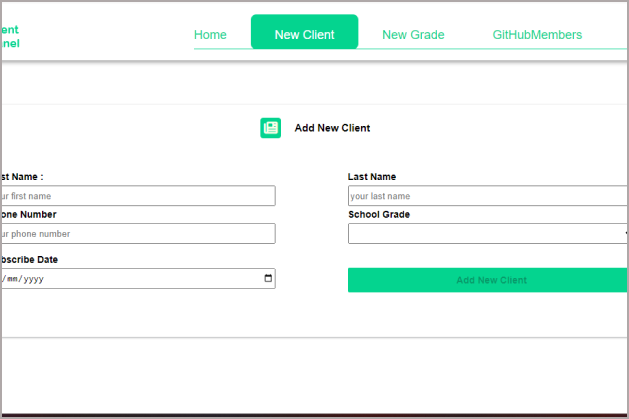 ent
Home New Client New Grade GitHubMembers
nel
Add New Client
st Name : Last Name
ur first name your last name
one Number School Grade
ur phone number
bscribe Date
/mm/yyyy Add New Client